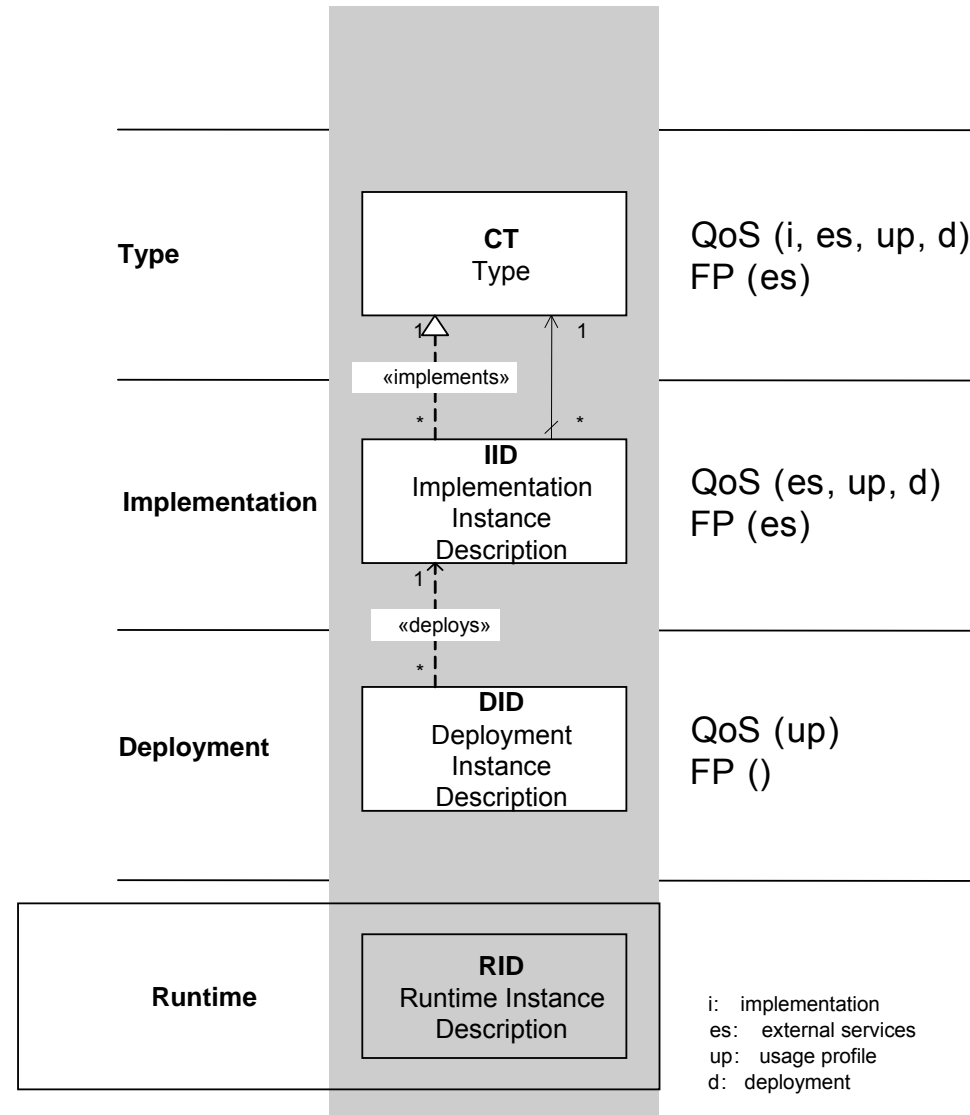 Type
CT
Type
QoS (i, es, up, d)
FP (es)
1
1
«implements»
*
*
Implementation
IID
Implementation
Instance
Description
QoS (es, up, d)
FP (es)
1
«deploys»
*
Deployment
DID
Deployment
Instance
Description
QoS (up)
FP ()
Runtime
RID
Runtime Instance
Description
i: implementation
es: external services
up: usage profile
d: deployment